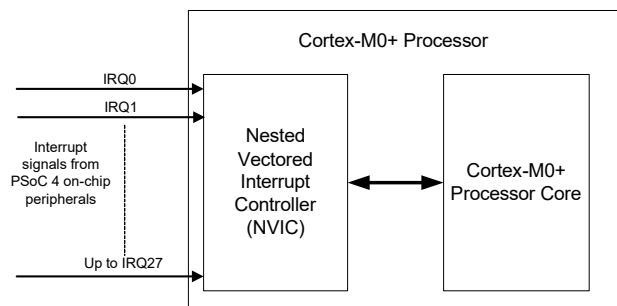 Cortex-M0+ Processor
IRQ0
IRQ1
Interrupt
signals from
PSoC 4 on-chip
peripherals
Up to IRQ27
Nested
Vectored
Interrupt
Controller
(NVIC)
Cortex-M0+
Processor Core